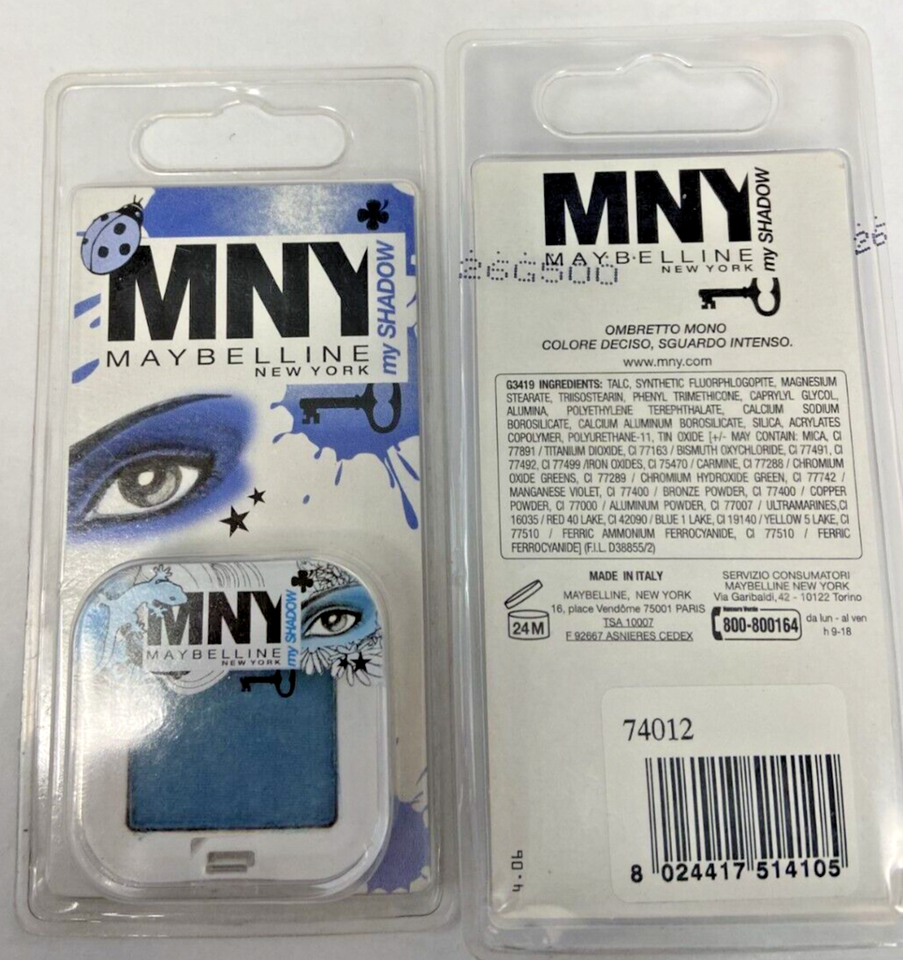 MNY
my SHADOW
MAYBELLINE
NEW YORK
MNY
my SHADOW
MAYBELLINE
NEW YORK
MNY
my SHADOW
MAYBELLINE
NEW YORK
26G500
26
OMBRETTO MONO
COLORE DECISO, SGUARDO INTENSO.
www.mny.com
G3419 INGREDIENTS: TALC, SYNTHETIC FLUORPHLOGOPITE, MAGNESIUM
STEARATE, TRIISOSTEARIN, PHENYL TRIMETHICONE, CAPRYLYL GLYCOL,
ALUMINA, POLYETHYLENE TEREPHTHALATE, CALCIUM SODIUM
BOROSILICATE, CALCIUM ALUMINUM BOROSILICATE, SILICA, ACRYLATES
COPOLYMER, POLYURETHANE-11, TIN OXIDE [+/- MAY CONTAIN: MICA, CI
77891 / TITANIUM DIOXIDE, CI 77163 / BISMUTH OXYCHLORIDE, CI 77491, CI
77492, CI 77499 /IRON OXIDES, CI 75470 / CARMINE, CI 77288 / CHROMIUM
OXIDE GREENS, CI 77289 / CHROMIUM HYDROXIDE GREEN, CI 77742 /
MANGANESE VIOLET, CI 77400 / BRONZE POWDER, CI 77400 / COPPER
POWDER, CI 77000 / ALUMINUM POWDER, CI 77007 / ULTRAMARINES,CI
16035 / RED 40 LAKE, CI 42090 / BLUE 1 LAKE, CI 19140 / YELLOW 5 LAKE, CI
77510 / FERRIC AMMONIUM FERROCYANIDE, CI 77510 / FERRIC
FERROCYANIDE] (F.I.L. D38855/2)
24M
MADE IN ITALY
MAYBELLINE, NEW YORK
16, place Vendôme 75001 PARIS
TSA 10007
F 92667 ASNIERES CEDEX
SERVIZIO CONSUMATORI
MAYBELLINE NEW YORK
Via Garibaldi,42 - 10122 Torino
Numero Verde
800-800164
da lun - al ven
h 9-18
74012
8 024417 514105
4.06